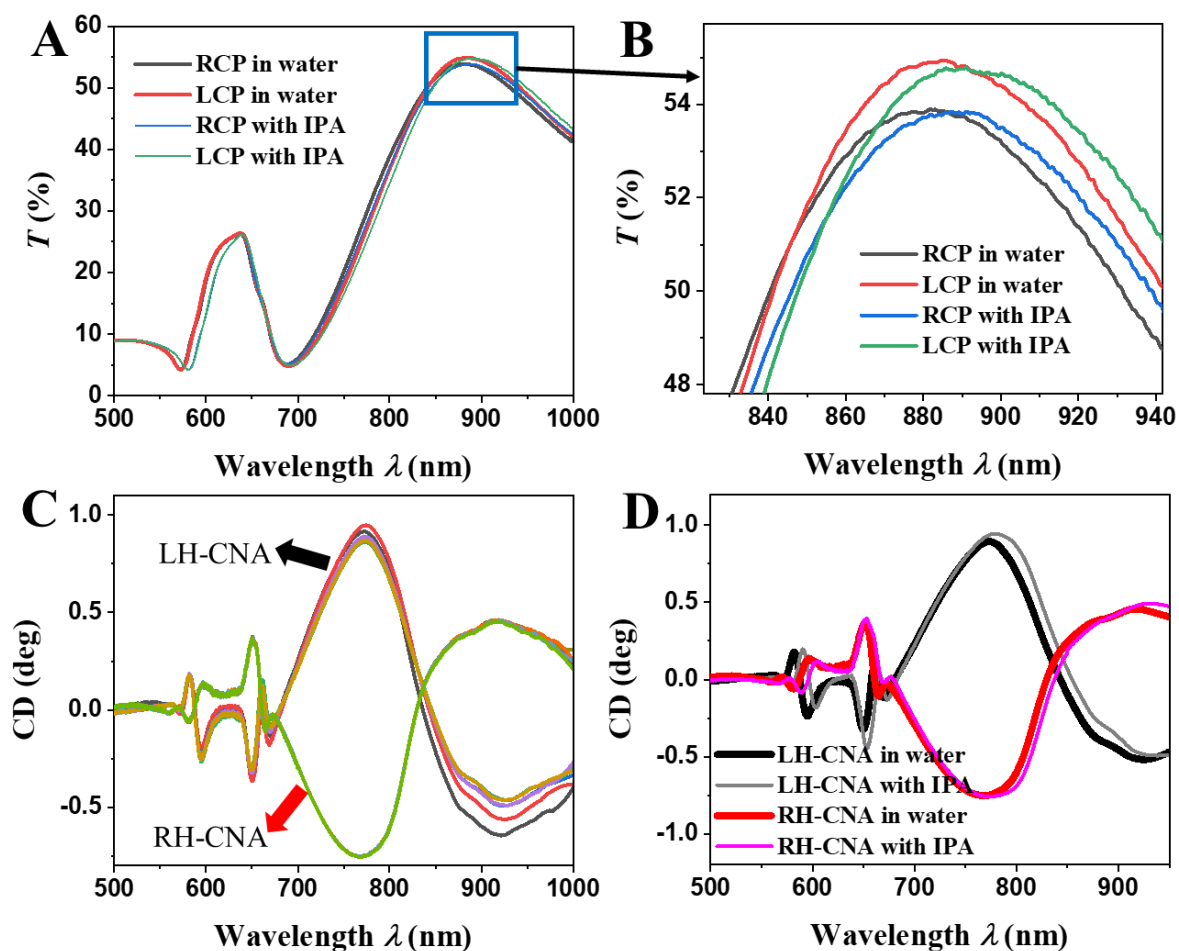 A
60
50
40
30
20
10
0
T (%)
RCP in water
LCP in water
RCP with IPA
LCP with IPA
500 600 700 800 900 1000
Wavelength λ (nm)
B
54
52
50
48
T (%)
RCP in water
LCP in water
RCP with IPA
LCP with IPA
840 860 880 900 920 940
Wavelength λ (nm)
C
1.0
0.5
0.0
-0.5
CD (deg)
LH-CNA
RH-CNA
500 600 700 800 900 1000
Wavelength λ (nm)
D
1.0
0.5
0.0
-0.5
-1.0
CD (deg)
LH-CNA in water
LH-CNA with IPA
RH-CNA in water
RH-CNA with IPA
500 600 700 800 900
Wavelength λ (nm)